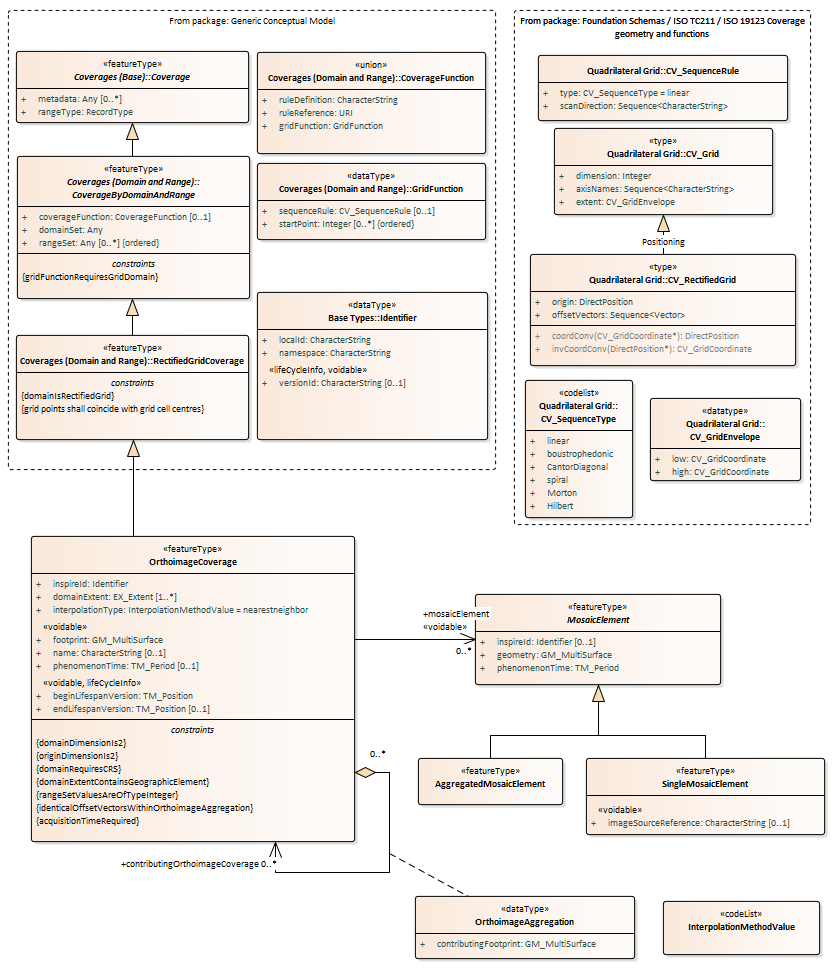 From package: Generic Conceptual Model
«featureType»
Coverages (Base)::Coverage
+ metadata: Any [0..*]
+ rangeType: RecordType
«featureType»
Coverages (Domain and Range)::
CoverageByDomainAndRange
+ coverageFunction: CoverageFunction [0..1]
+ domainSet: Any
+ rangeSet: Any [0..*] {ordered}
constraints
{gridFunctionRequiresGridDomain}
«featureType»
Coverages (Domain and Range)::RectifiedGridCoverage
constraints
{domainIsRectifiedGrid}
{grid points shall coincide with grid cell centres}
«union»
Coverages (Domain and Range)::CoverageFunction
+ ruleDefinition: CharacterString
+ ruleReference: URI
+ gridFunction: GridFunction
«dataType»
Coverages (Domain and Range)::GridFunction
+ sequenceRule: CV_SequenceRule [0..1]
+ startPoint: Integer [0..*] {ordered}
«dataType»
Base Types::Identifier
+ localId: CharacterString
+ namespace: CharacterString
«lifeCycleInfo, voidable»
+ versionId: CharacterString [0..1]
From package: Foundation Schemas / ISO TC211 / ISO 19123 Coverage
geometry and functions
Quadrilateral Grid::CV_SequenceRule
+ type: CV_SequenceType = linear
+ scanDirection: Sequence<CharacterString>
«type»
Quadrilateral Grid::CV_Grid
+ dimension: Integer
+ axisNames: Sequence<CharacterString>
+ extent: CV_GridEnvelope
Positioning
«type»
Quadrilateral Grid::CV_RectifiedGrid
+ origin: DirectPosition
+ offsetVectors: Sequence<Vector>
+ coordConv(CV_GridCoordinate*): DirectPosition
+ invCoordConv(DirectPosition*): CV_GridCoordinate
«codelist»
Quadrilateral Grid::
CV_SequenceType
+ linear
+ boustrophedonic
+ CantorDiagonal
+ spiral
+ Morton
+ Hilbert
«datatype»
Quadrilateral Grid::
CV_GridEnvelope
+ low: CV_GridCoordinate
+ high: CV_GridCoordinate
«featureType»
OrthoimageCoverage
+ inspireId: Identifier
+ domainExtent: EX_Extent [1..*]
+ interpolationType: InterpolationMethodValue = nearestneighbor
«voidable»
+ footprint: GM_MultiSurface
+ name: CharacterString [0..1]
+ phenomenonTime: TM_Period [0..1]
«voidable, lifeCycleInfo»
+ beginLifespanVersion: TM_Position
+ endLifespanVersion: TM_Position [0..1]
constraints
{domainDimensionIs2}
{originDimensionIs2}
{domainRequiresCRS}
{domainExtentContainsGeographicElement}
{rangeSetValuesAreOfTypeInteger}
{identicalOffsetVectorsWithinOrthoimageAggregation}
{acquisitionTimeRequired}
+mosaicElement
«voidable»
0..*
«featureType»
MosaicElement
+ inspireId: Identifier [0..1]
+ geometry: GM_MultiSurface
+ phenomenonTime: TM_Period
«featureType»
AggregatedMosaicElement
«featureType»
SingleMosaicElement
«voidable»
+ imageSourceReference: CharacterString [0..1]
0..*
+contributingOrthoimageCoverage 0..*
«dataType»
OrthoimageAggregation
+ contributingFootprint: GM_MultiSurface
«codeList»
InterpolationMethodValue